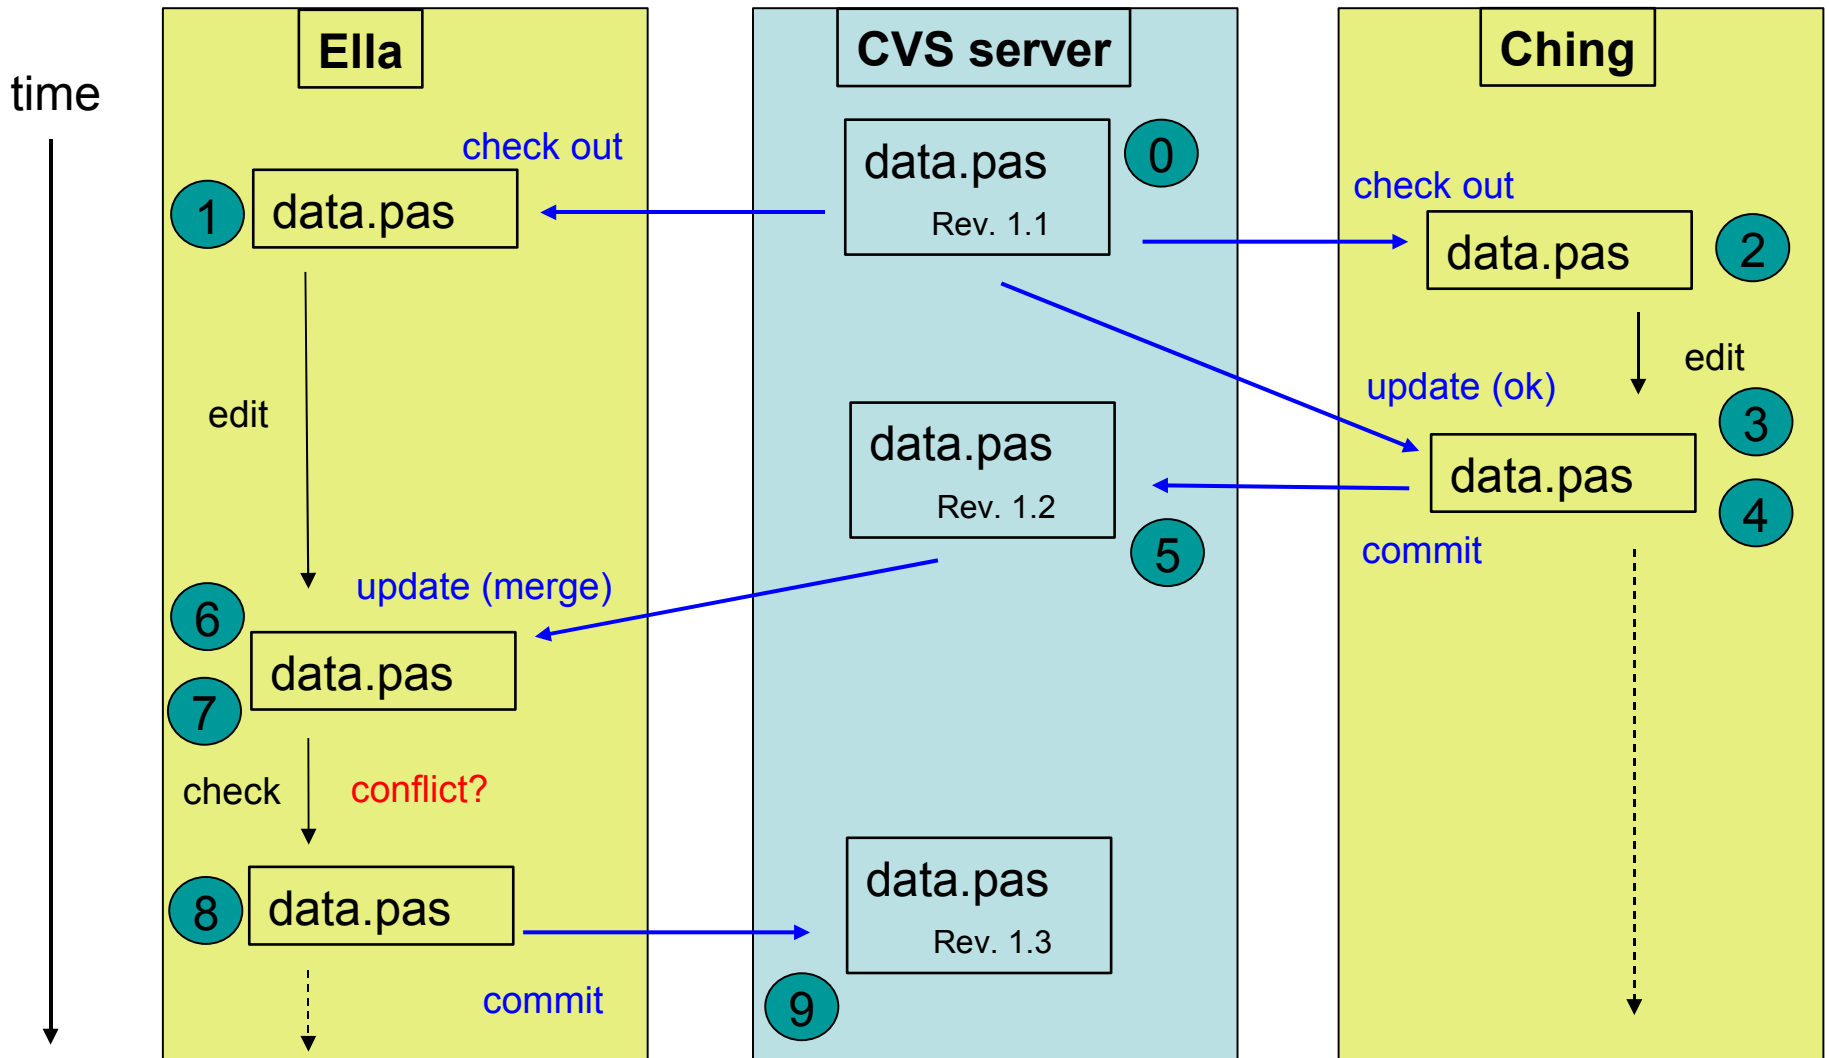 Ella
CVS server
Ching
time
check out
data.pas
0
check out
1
data.pas
Rev. 1.1
data.pas
2
edit
update (ok)
edit
3
data.pas
data.pas
4
Rev. 1.2
commit
5
update (merge)
6
data.pas
7
check
conflict?
data.pas
8
data.pas
Rev. 1.3
commit
9